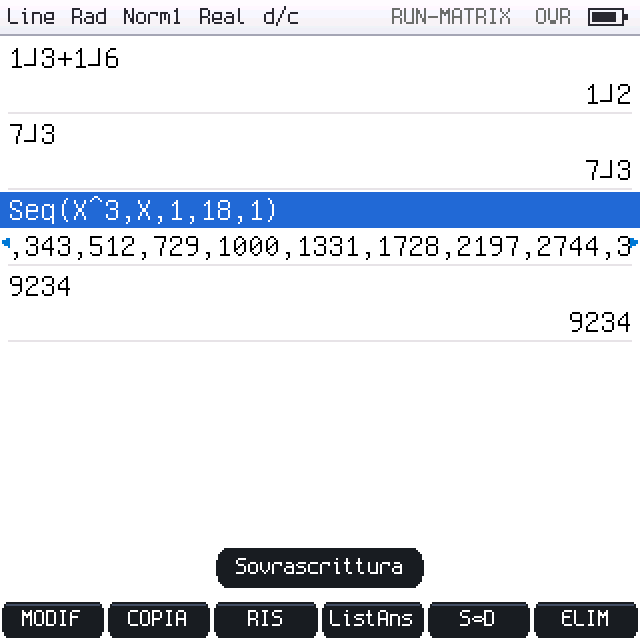 Line Rad Norm1 Real d/c RUN-MATRIX OVR
1┘3+1┘6
1┘2
7┘3
7┘3
Seq(X^3,X,1,18,1)
,343,512,729,1000,1331,1728,2197,2744,3
9234
9234
Sovrascrittura
MODIF COPIA RIS ListAns S=D ELIM